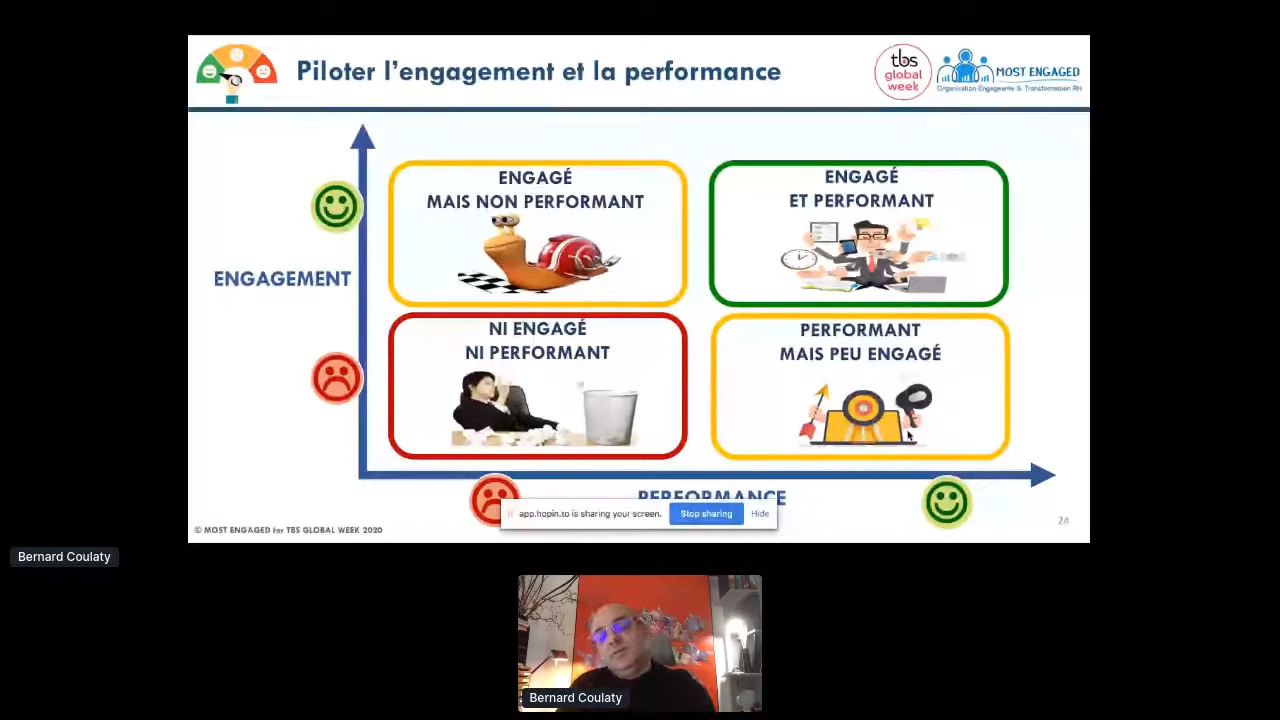 Piloter l’engagement et la performance
tbs
global
week
MOST ENGAGED
Organisation Engageante & Transformation RH
ENGAGÉ
MAIS NON PERFORMANT
ENGAGÉ
ET PERFORMANT
ENGAGEMENT
NI ENGAGÉ
NI PERFORMANT
PERFORMANT
MAIS PEU ENGAGÉ
PERFORMANCE
app.hopin.to is sharing your screen.
Stop sharing
Hide
© MOST ENGAGED for TBS GLOBAL WEEK 2020
24
Bernard Coulaty
Bernard Coulaty